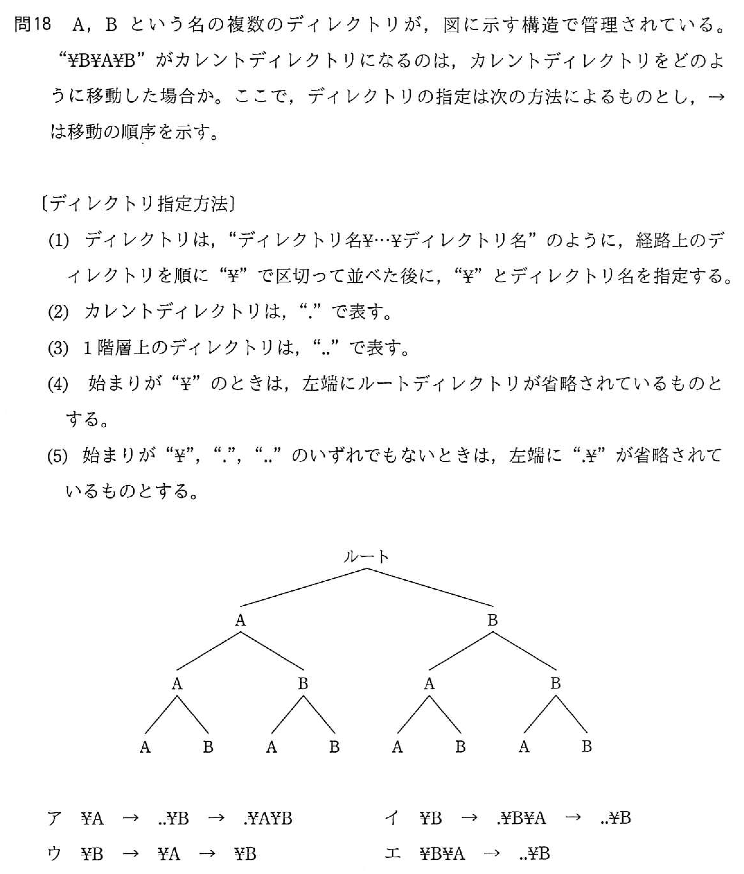 問18 A，B という名の複数のディレクトリが，図に示す構造で管理されている。
“¥B¥A¥B”がカレントディレクトリになるのは，カレントディレクトリをどのよ
うに移動した場合か。ここで，ディレクトリの指定は次の方法によるものとし，→
は移動の順序を示す。
〔ディレクトリ指定方法〕
(1) ディレクトリは，“ディレクトリ名¥…¥ディレクトリ名”のように，経路上のデ
ィレクトリを順に“¥”で区切って並べた後に，“¥”とディレクトリ名を指定する。
(2) カレントディレクトリは，“.”で表す。
(3) 1階層上のディレクトリは，“..”で表す。
(4) 始まりが“¥”のときは，左端にルートディレクトリが省略されているものと
する。
(5) 始まりが“¥”，“.”，“..”のいずれでもないときは，左端に“.¥”が省略されて
いるものとする。
ルート
A B
A B A B
A B A B A B A B
ア ¥A → ..¥B → .¥A¥B イ ¥B → .¥B¥A → ..¥B
ウ ¥B → ¥A → ¥B エ ¥B¥A → ..¥B